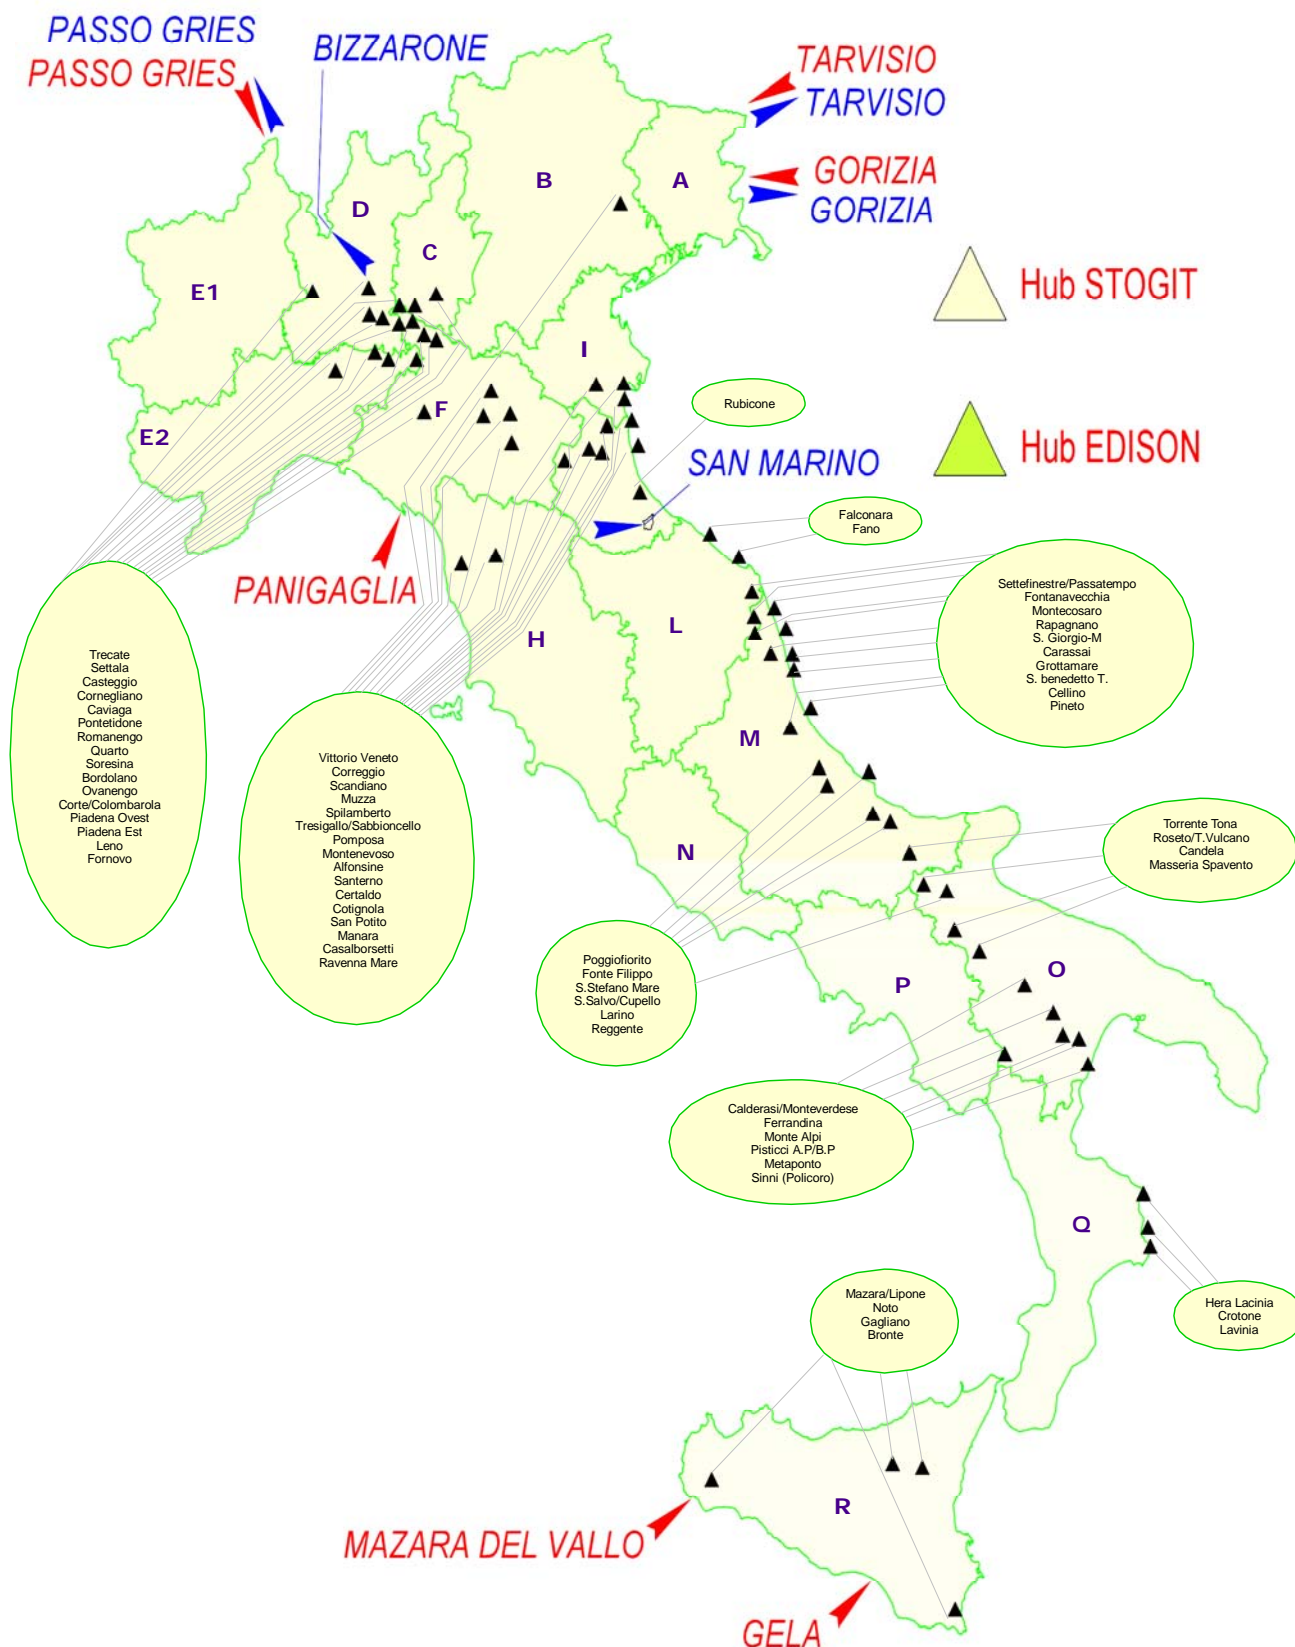 PASSO GRIES
PASSO GRIES
BIZZARONE
TARVISIO
TARVISIO
GORIZIA
GORIZIA
B
A
D
C
E1
Hub STOGIT
I
Rubicone
F
E2
Hub EDISON
SAN MARINO
Falconara
Fano
PANIGAGLIA
Settefinestre/Passatempo
Fontanavecchia
Montecosaro
Rapagnano
S. Giorgio-M
Carassai
Grottamare
S. benedetto T.
Cellino
Pineto
H
L
Trecate
Settala
Casteggio
Cornegliano
Caviaga
Pontetidone
Romanengo
Quarto
Soresina
Bordolano
Ovanengo
Corte/Colombarola
Piadena Ovest
Piadena Est
Leno
Fornovo
M
Vittorio Veneto
Correggio
Scandiano
Muzza
Spilamberto
Tresigallo/Sabbioncello
Pomposa
Montenevoso
Alfonsine
Santerno
Certaldo
Cotignola
San Potito
Manara
Casalborsetti
Ravenna Mare
N
Torrente Tona
Roseto/T.Vulcano
Candela
Masseria Spavento
Poggiofiorito
Fonte Filippo
S.Stefano Mare
S.Salvo/Cupello
Larino
Reggente
P
O
Calderasi/Monteverdese
Ferrandina
Monte Alpi
Pisticci A.P/B.P
Metaponto
Sinni (Policoro)
Q
Mazara/Lipone
Noto
Gagliano
Bronte
Hera Lacinia
Crotone
Lavinia
R
MAZARA DEL VALLO
GELA